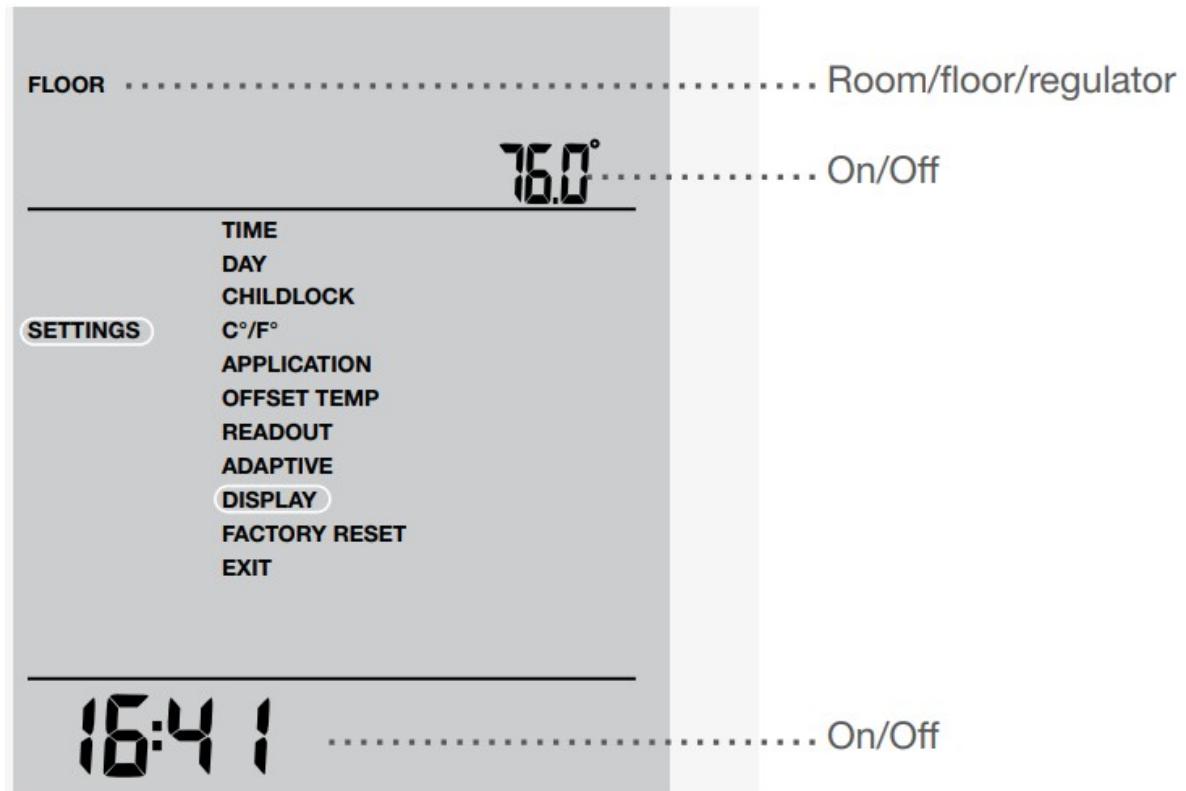 FLOOR Room/floor/regulator
76.0° On/Off
TIME
DAY
CHILDLOCK
SETTINGS C°/F°
APPLICATION
OFFSET TEMP
READOUT
ADAPTIVE
DISPLAY
FACTORY RESET
EXIT
16:41 On/Off